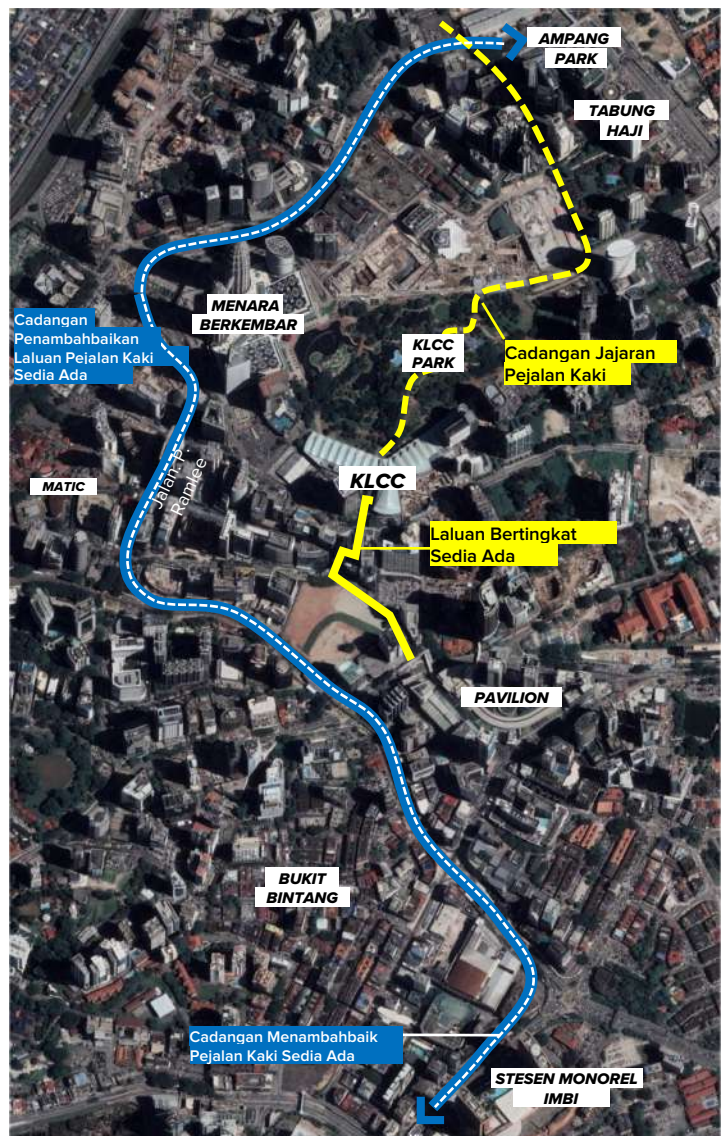 AMPANG
PARK
TABUNG
HAJI
MENARA
BERKEMBAR
Cadangan
Penambahbaikan
Laluan Pejalan Kaki
Sedia Ada
KLCC
PARK
Cadangan Jajaran
Pejalan Kaki
MATIC
Jalan. P.
Ramlee
KLCC
Laluan Bertingkat
Sedia Ada
PAVILION
BUKIT
BINTANG
Cadangan Menambahbaik
Pejalan Kaki Sedia Ada
STESEN MONOREL
IMBI